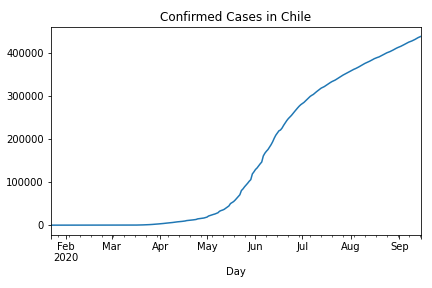 Confirmed Cases in Chile
400000
300000
200000
100000
0
Feb Mar Apr May Jun Jul Aug Sep
2020
Day